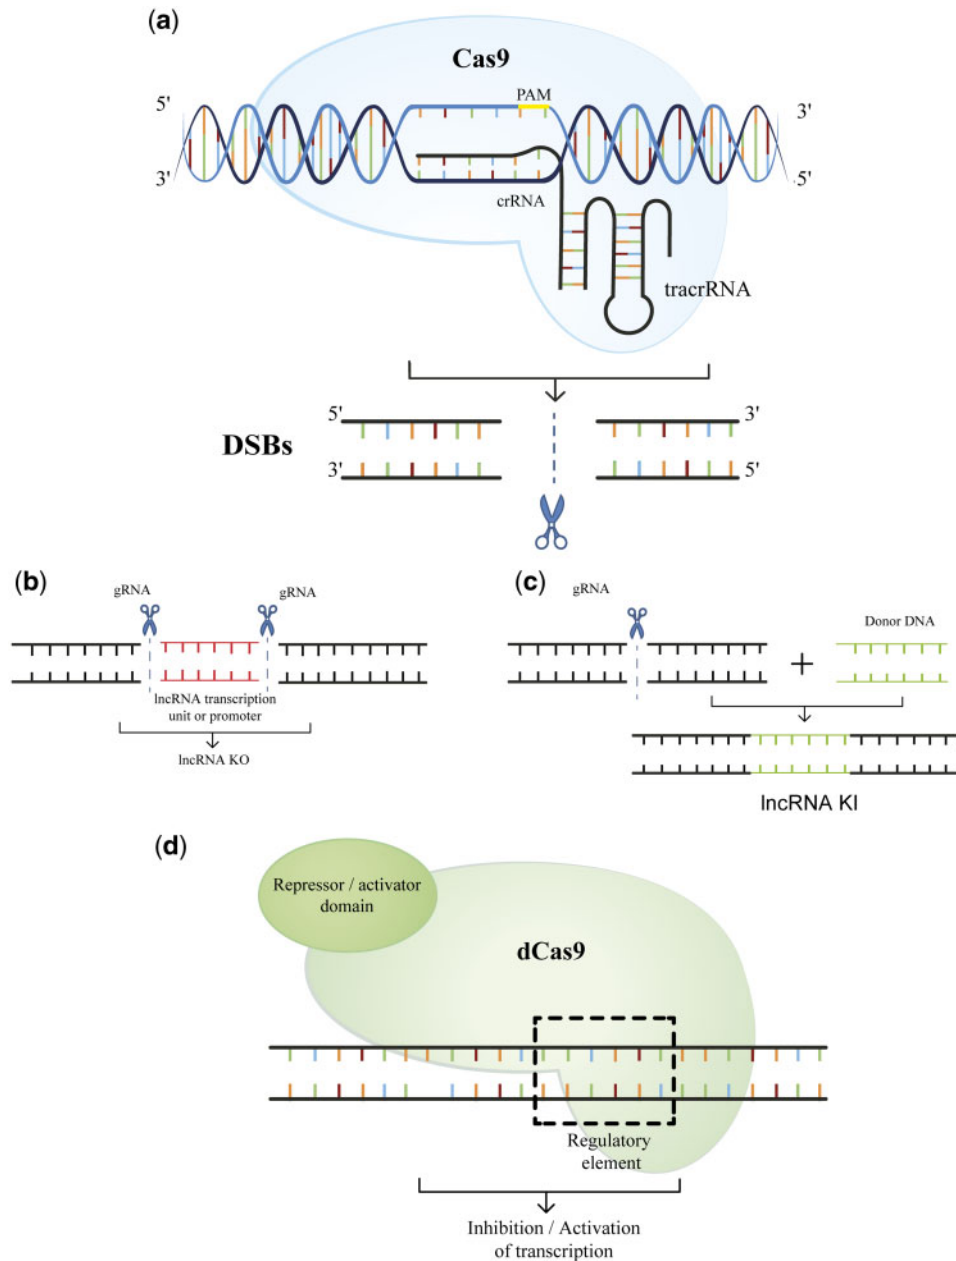 (a)
Cas9
PAM
5'
3'
3'
5'
crRNA
tracrRNA
5'
3'
DSBs
3'
5'
(b)
(c)
gRNA
gRNA
gRNA
Donor DNA
+
lncRNA transcription
unit or promoter
lncRNA KO
lncRNA KI
(d)
Repressor / activator
domain
dCas9
Regulatory
element
Inhibition / Activation
of transcription